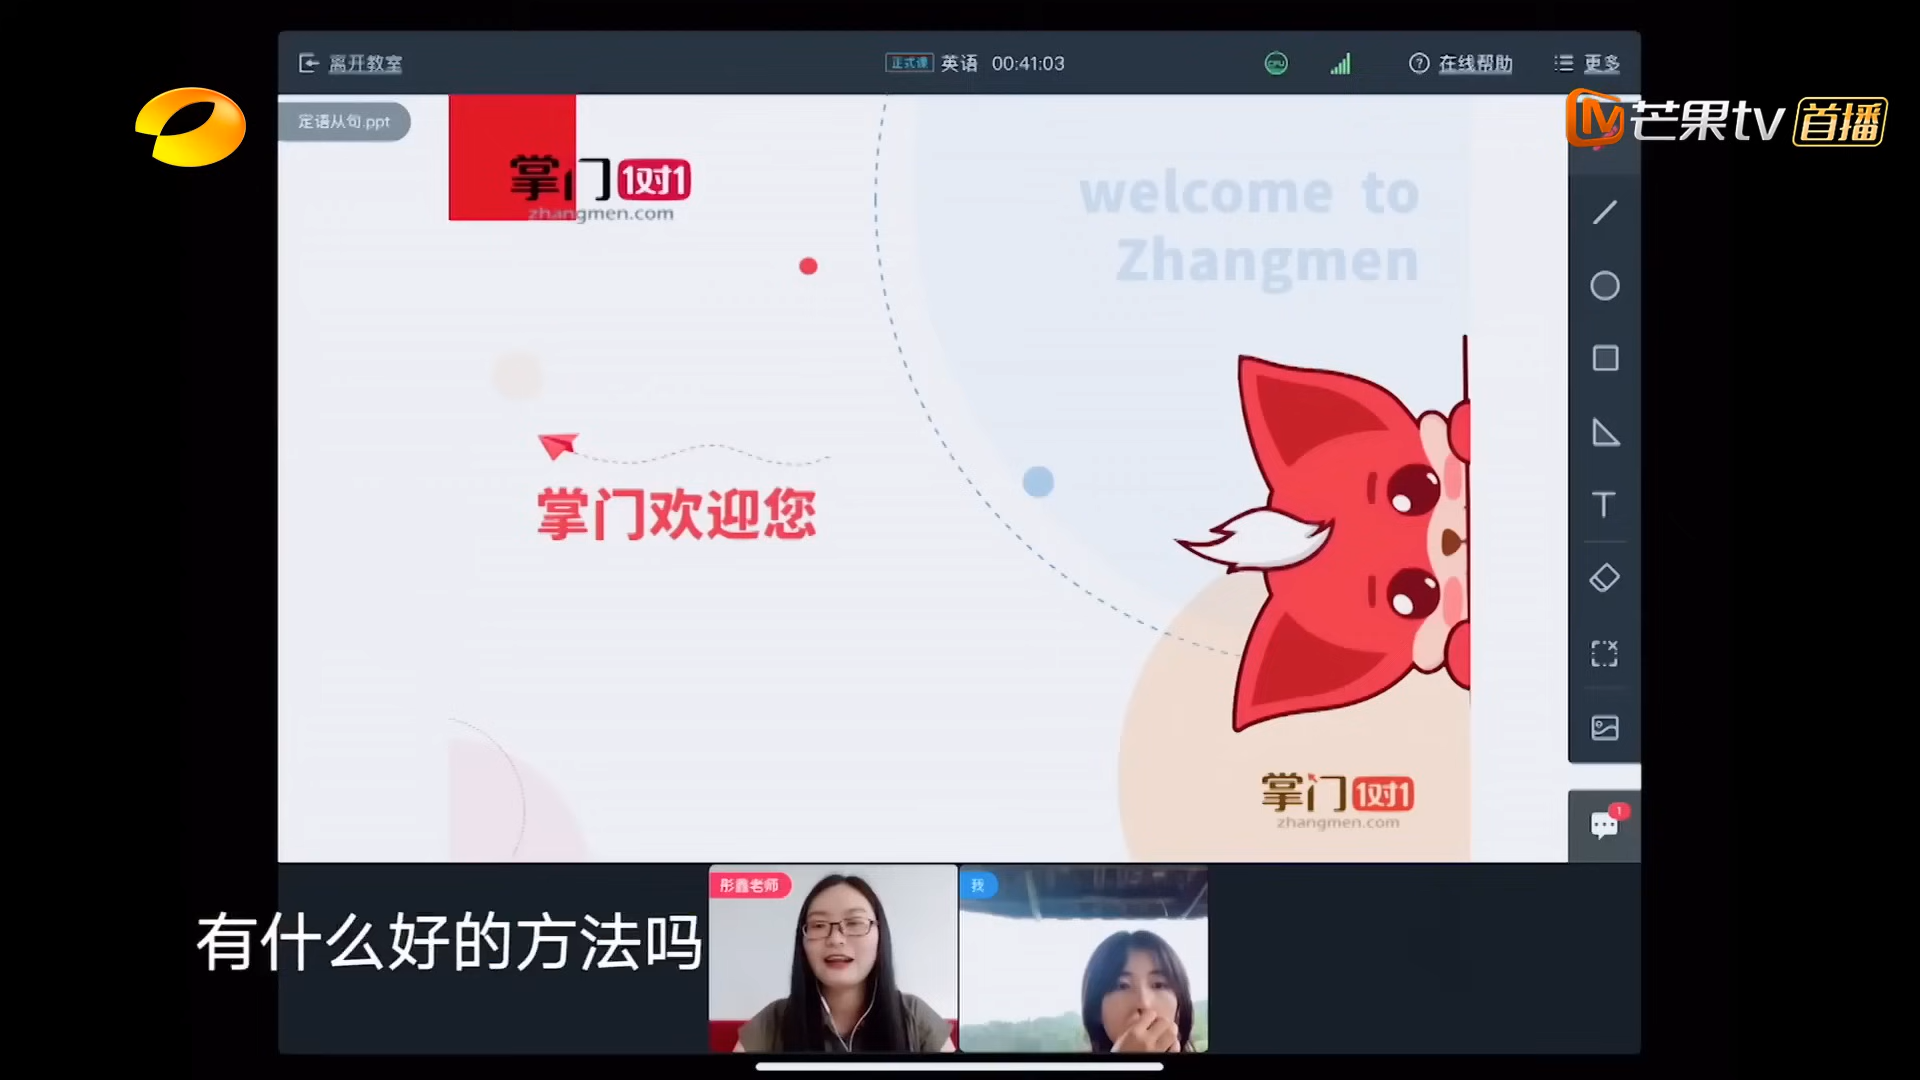 离开教室
正式课 英语 00:41:03
CPU
在线帮助
更多
定语从句.ppt
芒果tv 首播
掌门1对1
zhangmen.com
welcome to
Zhangmen
掌门欢迎您
掌门1对1
zhangmen.com
1
彤鑫老师
我
有什么好的方法吗